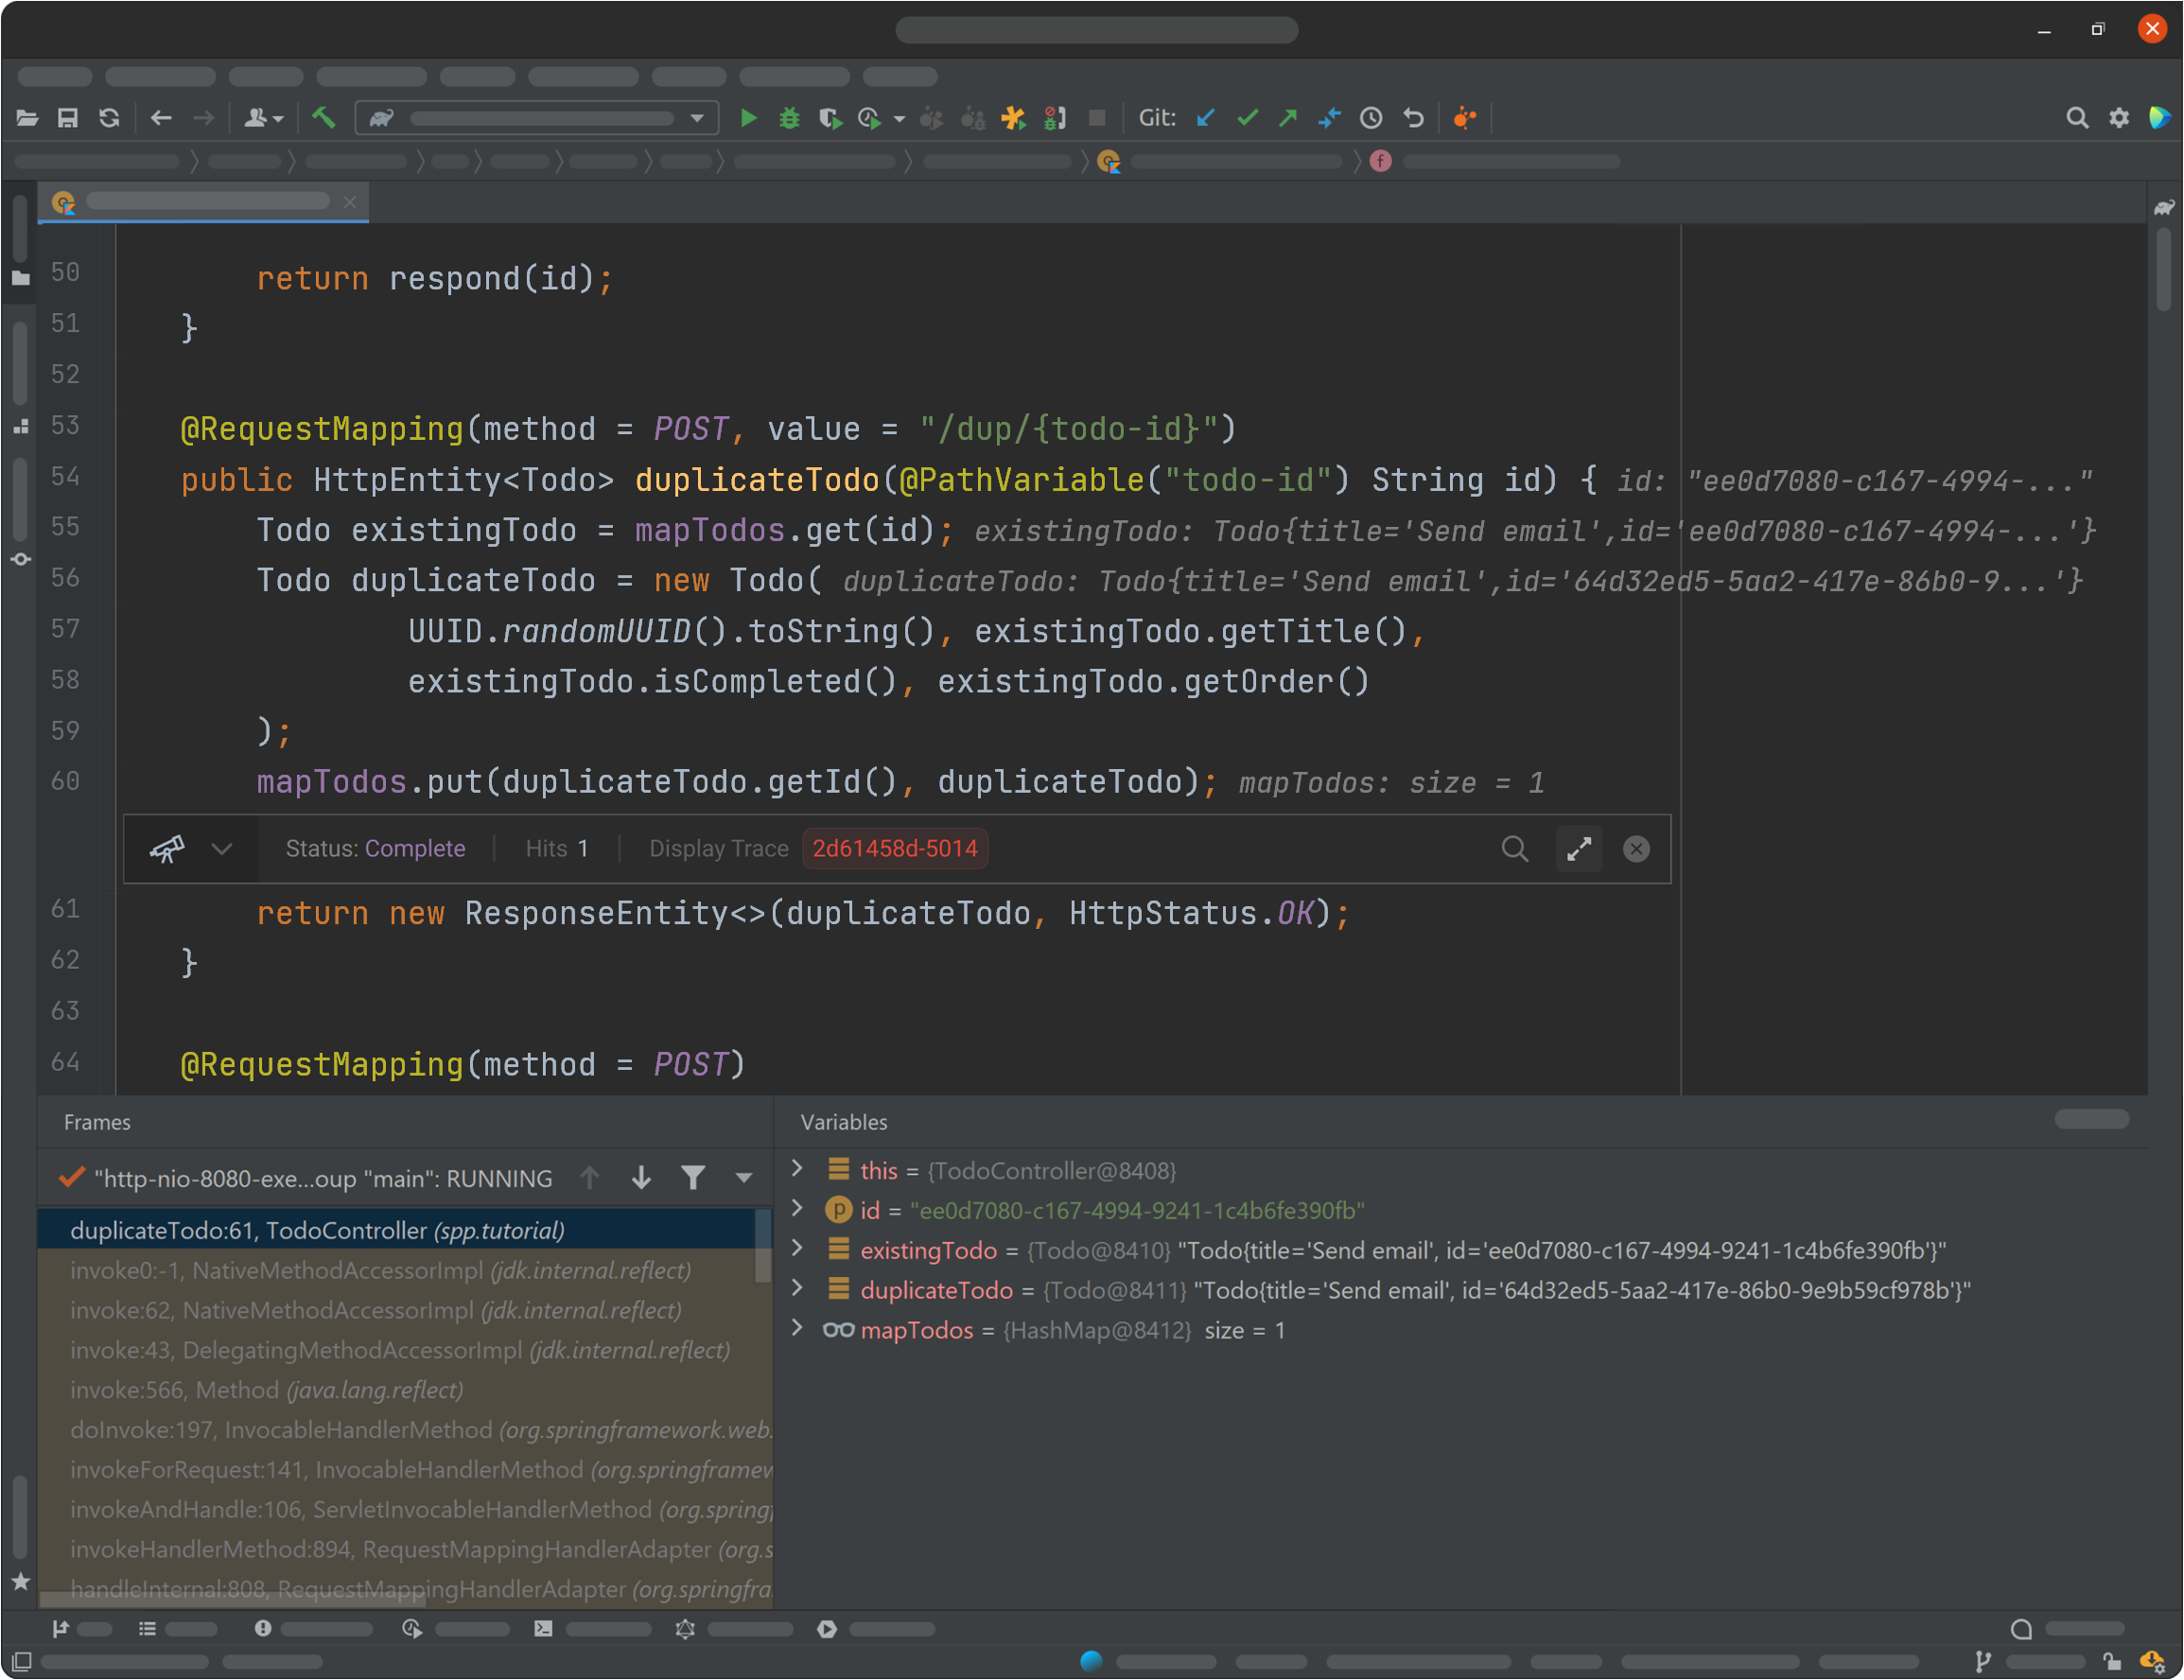 Git:
50 return respond(id);
51 }
52
53 @RequestMapping(method = POST, value = "/dup/{todo-id}")
54 public HttpEntity<Todo> duplicateTodo(@PathVariable("todo-id") String id) { id: "ee0d7080-c167-4994-..."
55 Todo existingTodo = mapTodos.get(id); existingTodo: Todo{title='Send email',id='ee0d7080-c167-4994-...'}
56 Todo duplicateTodo = new Todo( duplicateTodo: Todo{title='Send email',id='64d32ed5-5aa2-417e-86b0-9...'}
57 UUID.randomUUID().toString(), existingTodo.getTitle(),
58 existingTodo.isCompleted(), existingTodo.getOrder()
59 );
60 mapTodos.put(duplicateTodo.getId(), duplicateTodo); mapTodos: size = 1
Status: Complete Hits 1 Display Trace 2d61458d-5014
61 return new ResponseEntity<>(duplicateTodo, HttpStatus.OK);
62 }
63
64 @RequestMapping(method = POST)
Frames
"http-nio-8080-exe...oup "main": RUNNING
duplicateTodo:61, TodoController (spp.tutorial)
invoke0:-1, NativeMethodAccessorImpl (jdk.internal.reflect)
invoke:62, NativeMethodAccessorImpl (jdk.internal.reflect)
invoke:43, DelegatingMethodAccessorImpl (jdk.internal.reflect)
invoke:566, Method (java.lang.reflect)
doInvoke:197, InvocableHandlerMethod (org.springframework.web.
invokeForRequest:141, InvocableHandlerMethod (org.springframew
invokeAndHandle:106, ServletInvocableHandlerMethod (org.spring
invokeHandlerMethod:894, RequestMappingHandlerAdapter (org.s
handleInternal:808, RequestMappingHandlerAdapter (org.springfra
Variables
this = {TodoController@8408}
p id = "ee0d7080-c167-4994-9241-1c4b6fe390fb"
existingTodo = {Todo@8410} "Todo{title='Send email', id='ee0d7080-c167-4994-9241-1c4b6fe390fb'}"
duplicateTodo = {Todo@8411} "Todo{title='Send email', id='64d32ed5-5aa2-417e-86b0-9e9b59cf978b'}"
mapTodos = {HashMap@8412} size = 1